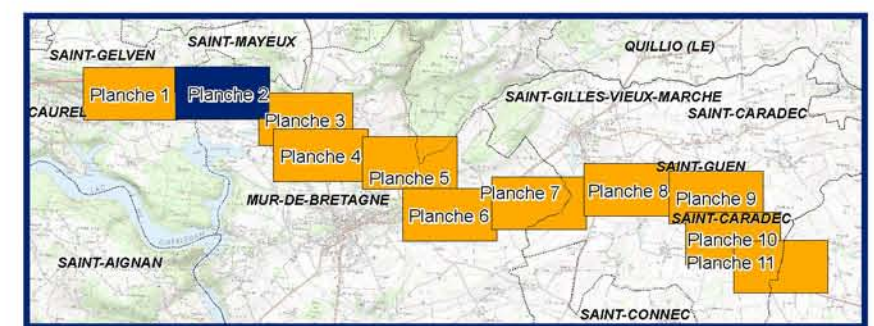 SAINT-MAYEUX
SAINT-GELVEN
QUILLIO (LE)
Planche 1
Planche 2
SAINT-GILLES-VIEUX-MARCHE
CAUREL
SAINT-CARADEC
Planche 3
Planche 4
SAINT-GUEN
Planche 5
Planche 7
Planche 8
Planche 9
MUR-DE-BRETAGNE
Planche 6
SAINT-CARADEC
Planche 10
SAINT-AIGNAN
Planche 11
SAINT-CONNEC